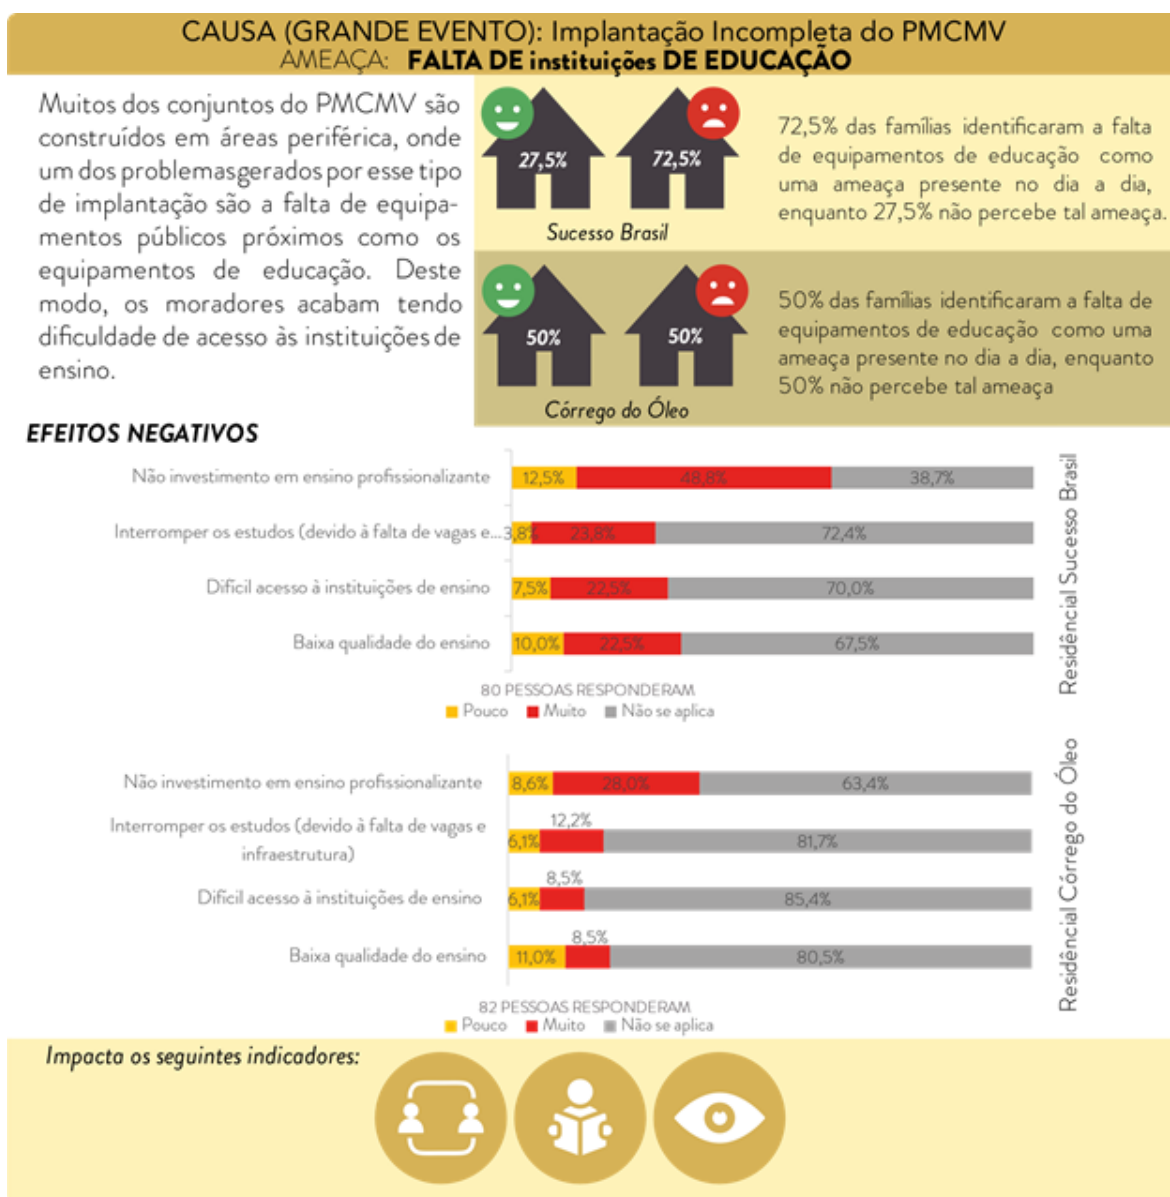 CAUSA (GRANDE EVENTO): Implantação Incompleta do PMCMV
AMEAÇA: FALTA DE instituições DE EDUCAÇÃO
Muitos dos conjuntos do PMCMV são
construídos em áreas periférica, onde
um dos problemasgerados por esse tipo
de implantação são a falta de equipa-
mentos públicos próximos como os
equipamentos de educação. Deste
modo, os moradores acabam tendo
dificuldade de acesso às instituições de
ensino.
27,5%
72,5%
Sucesso Brasil
72,5% das famílias identificaram a falta
de equipamentos de educação como
uma ameaça presente no dia a dia,
enquanto 27,5% não percebe tal ameaça.
50%
50%
Córrego do Óleo
50% das famílias identificaram a falta de
equipamentos de educação como uma
ameaça presente no dia a dia, enquanto
50% não percebe tal ameaça
EFEITOS NEGATIVOS
Não investimento em ensino profissionalizante 12,5% 48,8% 38,7%
Interromper os estudos (devido à falta de vagas e... 3,8% 23,8% 72,4%
Difícil acesso à instituições de ensino 7,5% 22,5% 70,0%
Baixa qualidade do ensino 10,0% 22,5% 67,5%
80 PESSOAS RESPONDERAM
Pouco Muito Não se aplica
Residêncial Sucesso Brasil
Não investimento em ensino profissionalizante 8,6% 28,0% 63,4%
Interromper os estudos (devido à falta de vagas e
infraestrutura)
6,1% 12,2% 81,7%
Difícil acesso à instituições de ensino 6,1% 8,5% 85,4%
Baixa qualidade do ensino 11,0% 8,5% 80,5%
82 PESSOAS RESPONDERAM
Pouco Muito Não se aplica
Residêncial Córrego do Óleo
Impacta os seguintes indicadores: